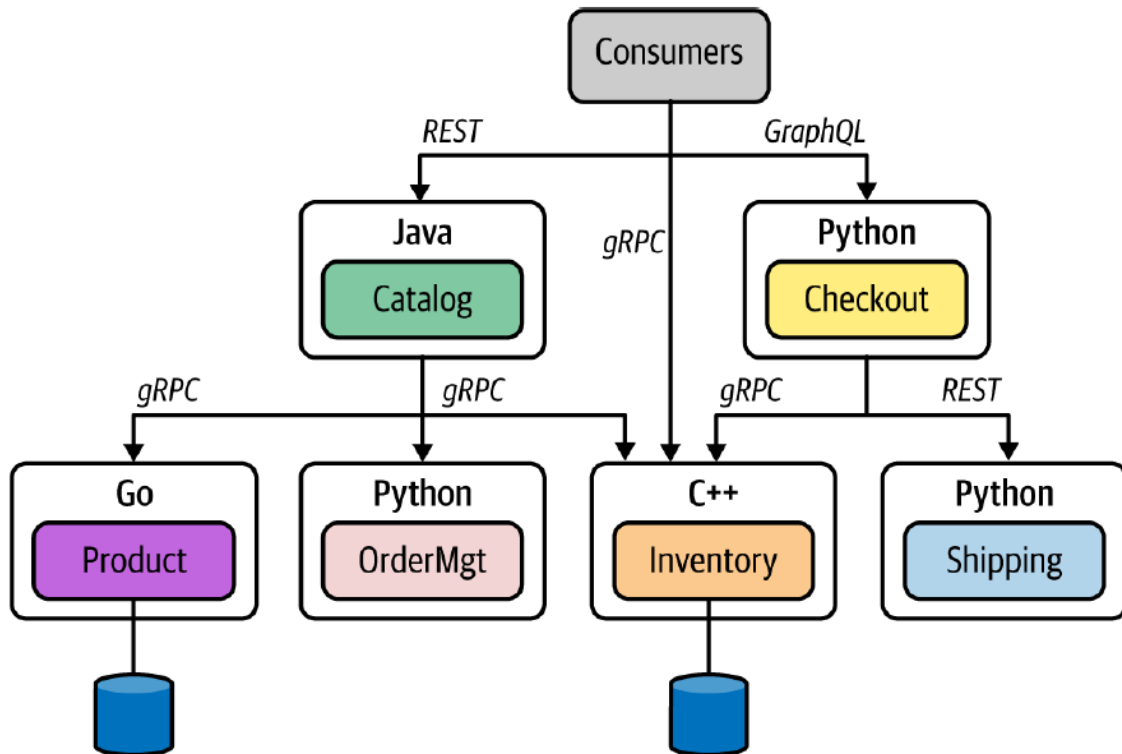 Consumers
REST
GraphQL
Java
Catalog
gRPC
Python
Checkout
gRPC
gRPC
gRPC
REST
Go
Product
Python
OrderMgt
C++
Inventory
Python
Shipping